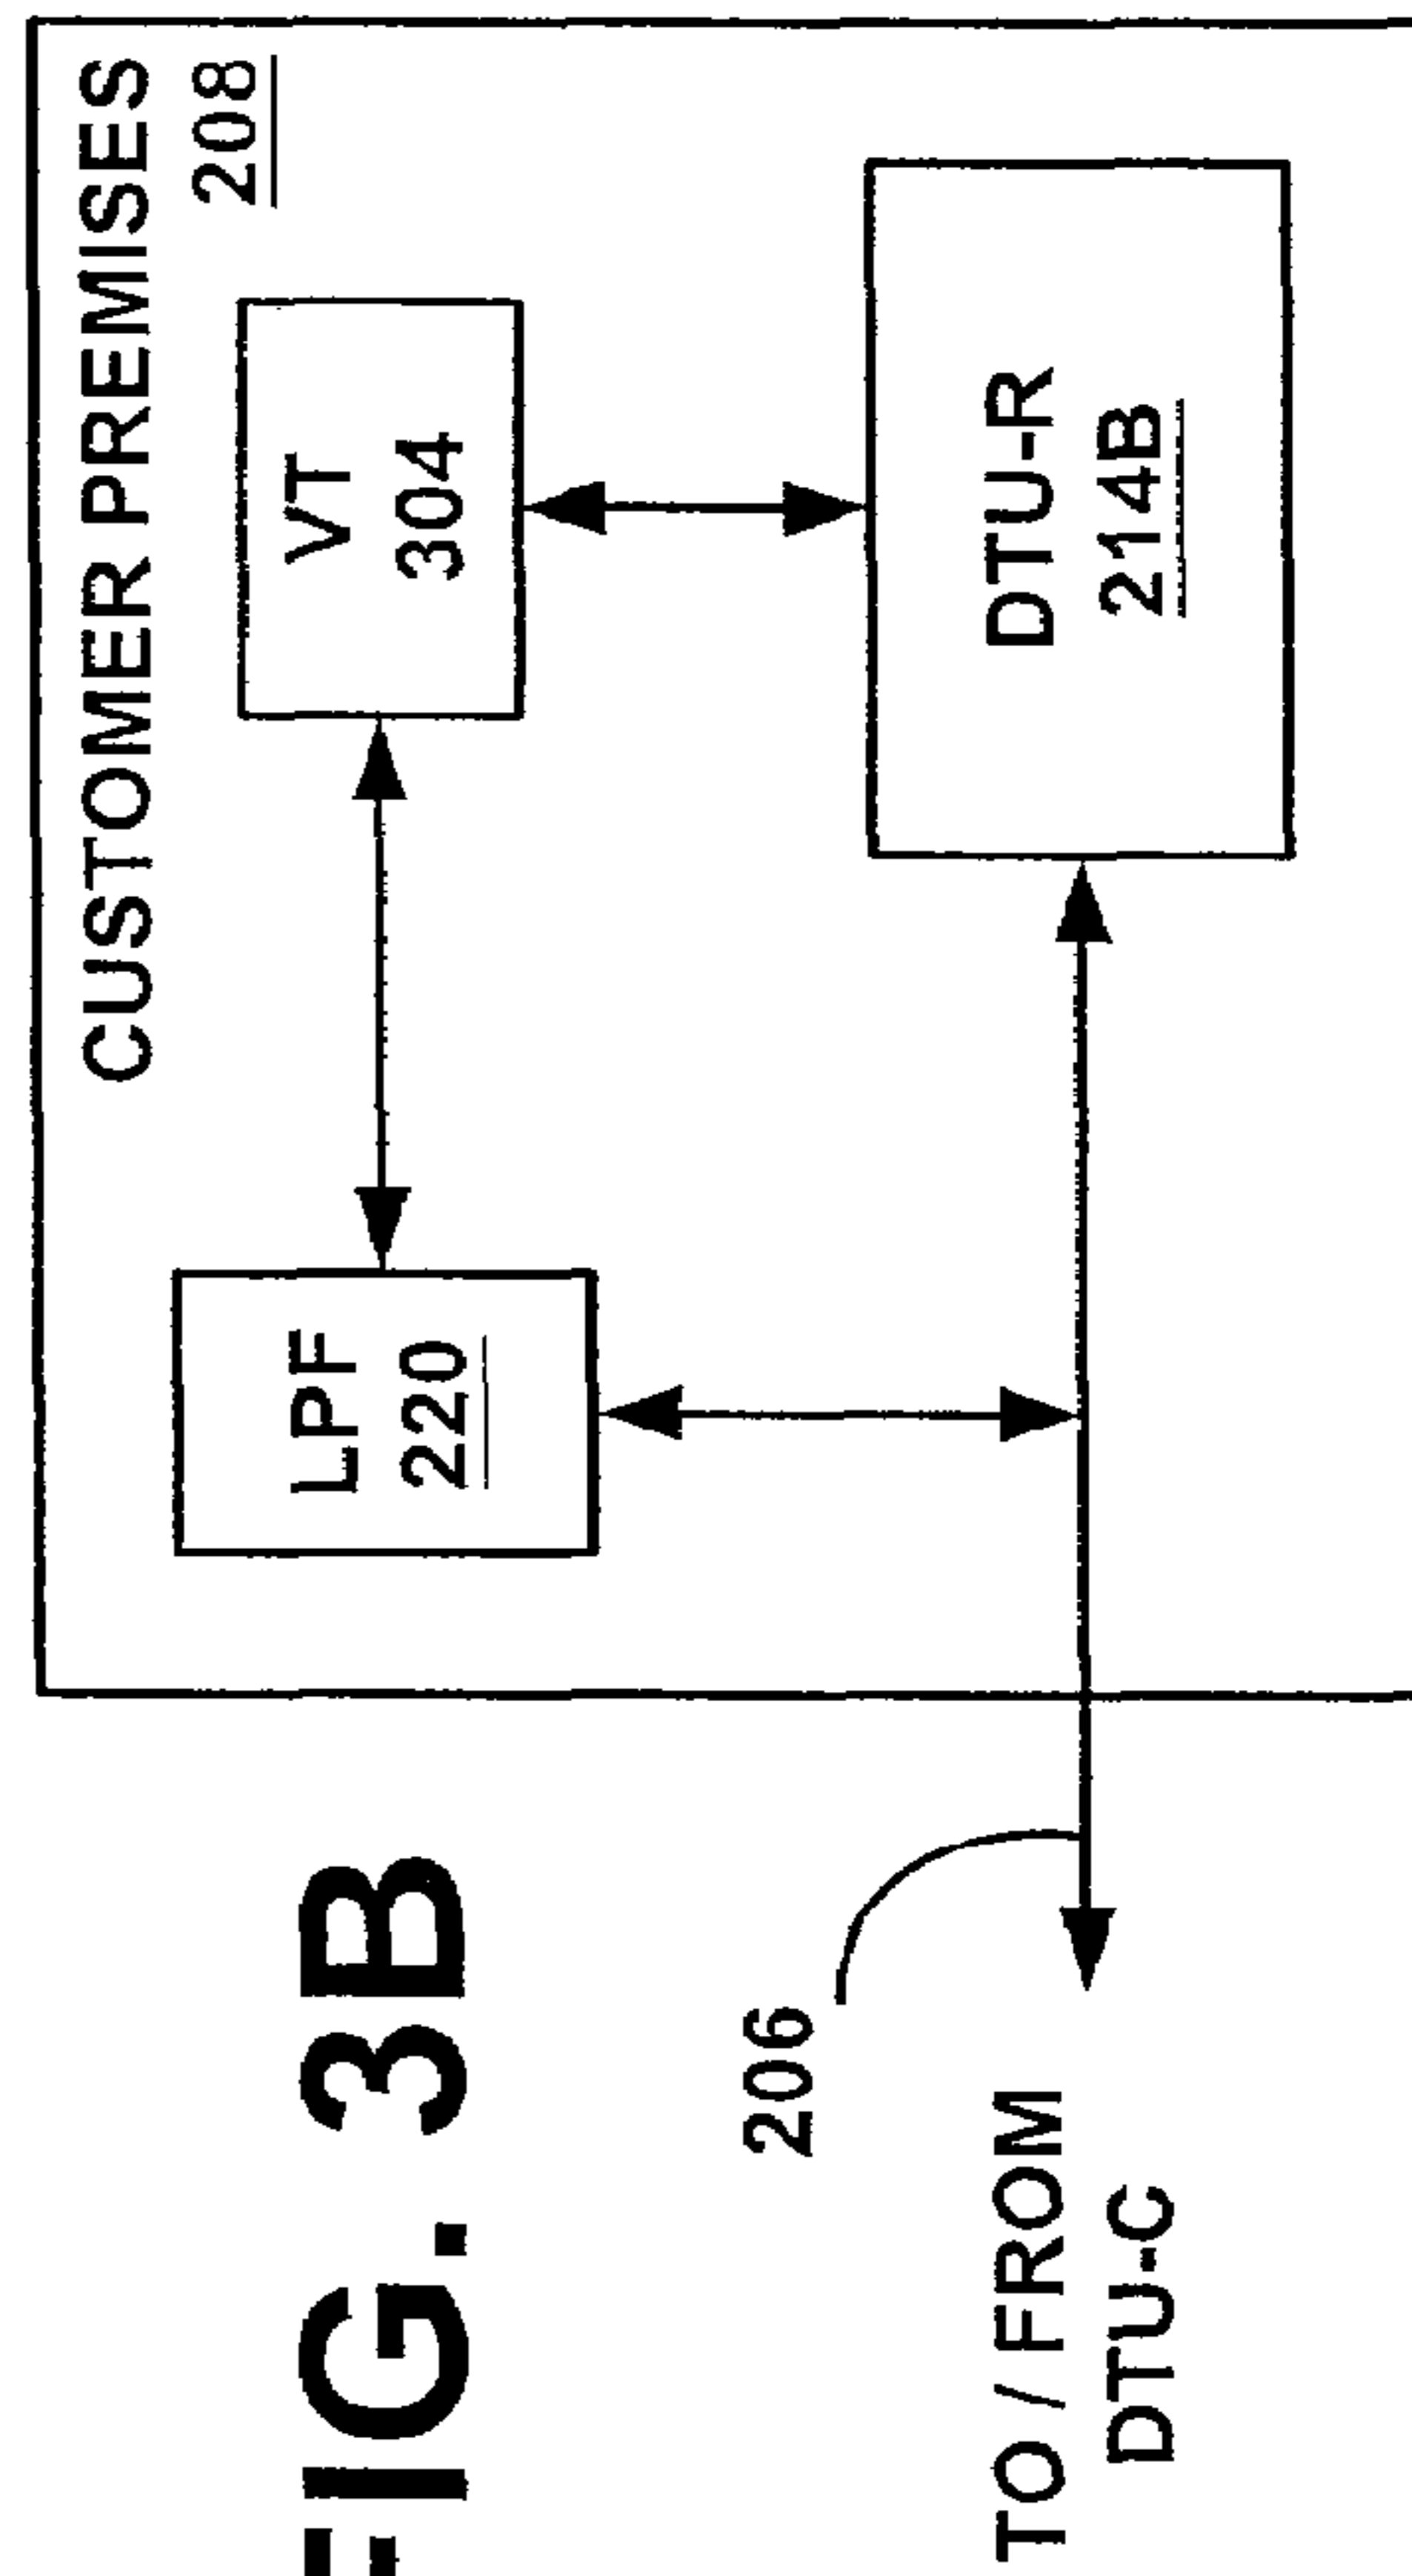 FIG. 3B
CUSTOMER PREMISES
208
LPF
220
VT
304
206
TO / FROM
DTU-C
DTU-R
214B